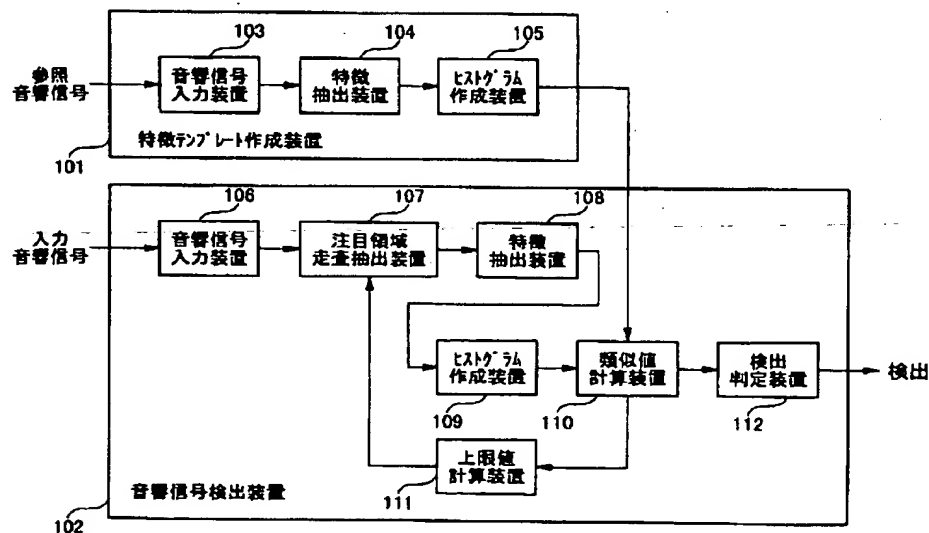 103
104
105
参照
音響信号
音響信号
入力装置
特徴
抽出装置
ﾋｽﾄｸﾞﾗﾑ
作成装置
特徴ﾃﾝﾌﾟﾚｰﾄ作成装置
101
106
107
108
入力
音響信号
音響信号
入力装置
注目領域
走査抽出装置
特徴
抽出装置
ﾋｽﾄｸﾞﾗﾑ
作成装置
類似値
計算装置
検出
判定装置
検出
109
110
112
上限値
計算装置
111
音響信号検出装置
102